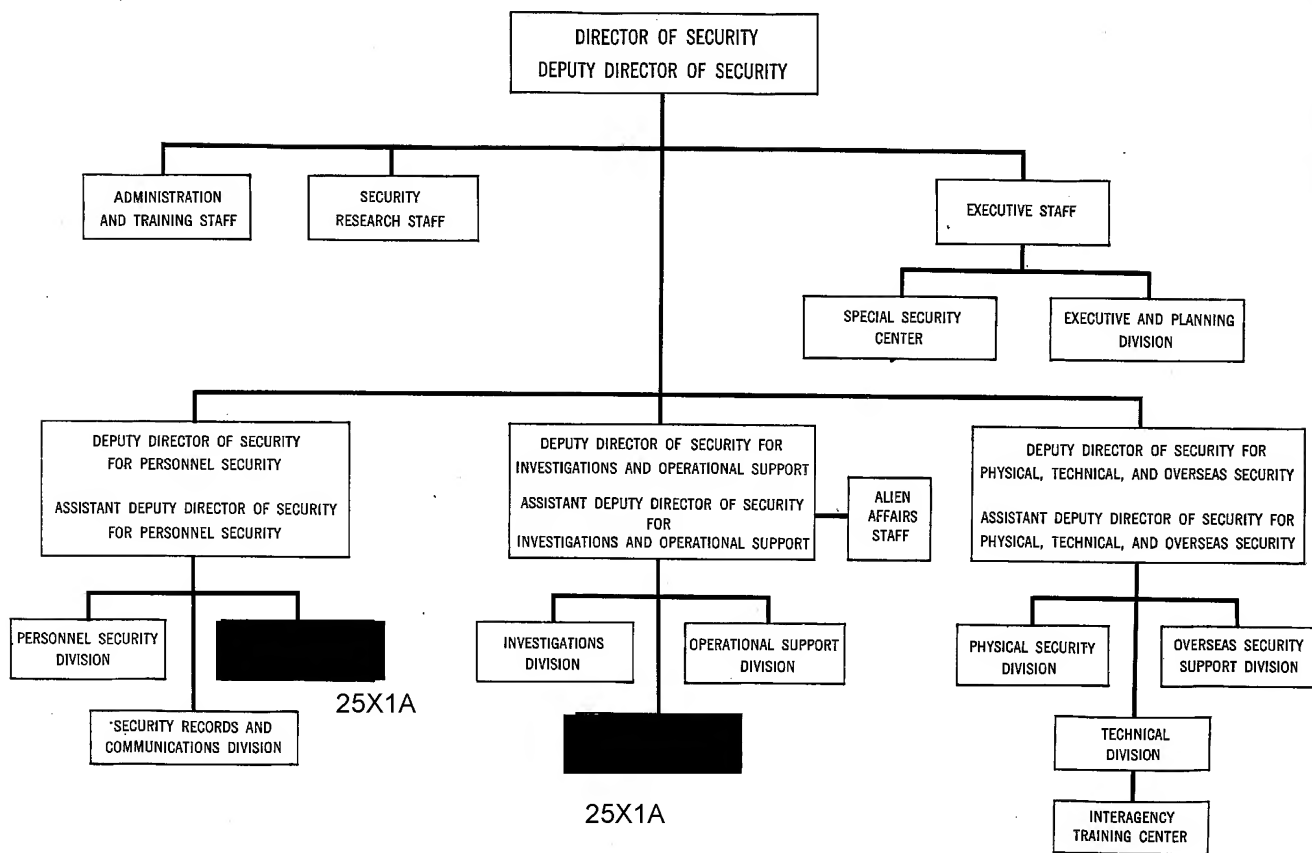 DIRECTOR OF SECURITY
DEPUTY DIRECTOR OF SECURITY
ADMINISTRATION
AND TRAINING STAFF
SECURITY
RESEARCH STAFF
EXECUTIVE STAFF
SPECIAL SECURITY
CENTER
EXECUTIVE AND PLANNING
DIVISION
DEPUTY DIRECTOR OF SECURITY
FOR PERSONNEL SECURITY
ASSISTANT DEPUTY DIRECTOR OF SECURITY
FOR PERSONNEL SECURITY
DEPUTY DIRECTOR OF SECURITY FOR
INVESTIGATIONS AND OPERATIONAL SUPPORT
ASSISTANT DEPUTY DIRECTOR OF SECURITY
FOR
INVESTIGATIONS AND OPERATIONAL SUPPORT
ALIEN
AFFAIRS
STAFF
DEPUTY DIRECTOR OF SECURITY FOR
PHYSICAL, TECHNICAL, AND OVERSEAS SECURITY
ASSISTANT DEPUTY DIRECTOR OF SECURITY FOR
PHYSICAL, TECHNICAL, AND OVERSEAS SECURITY
PERSONNEL SECURITY
DIVISION
25X1A
SECURITY RECORDS AND
COMMUNICATIONS DIVISION
INVESTIGATIONS
DIVISION
OPERATIONAL SUPPORT
DIVISION
25X1A
PHYSICAL SECURITY
DIVISION
OVERSEAS SECURITY
SUPPORT DIVISION
TECHNICAL
DIVISION
INTERAGENCY
TRAINING CENTER